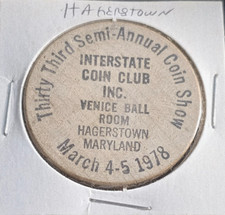 HAGERSTOWN
Thirty Third Semi-Annual Coin Show
INTERSTATE
COIN CLUB
INC.
VENICE BALL
ROOM
HAGERSTOWN
MARYLAND
March 4-5 1978